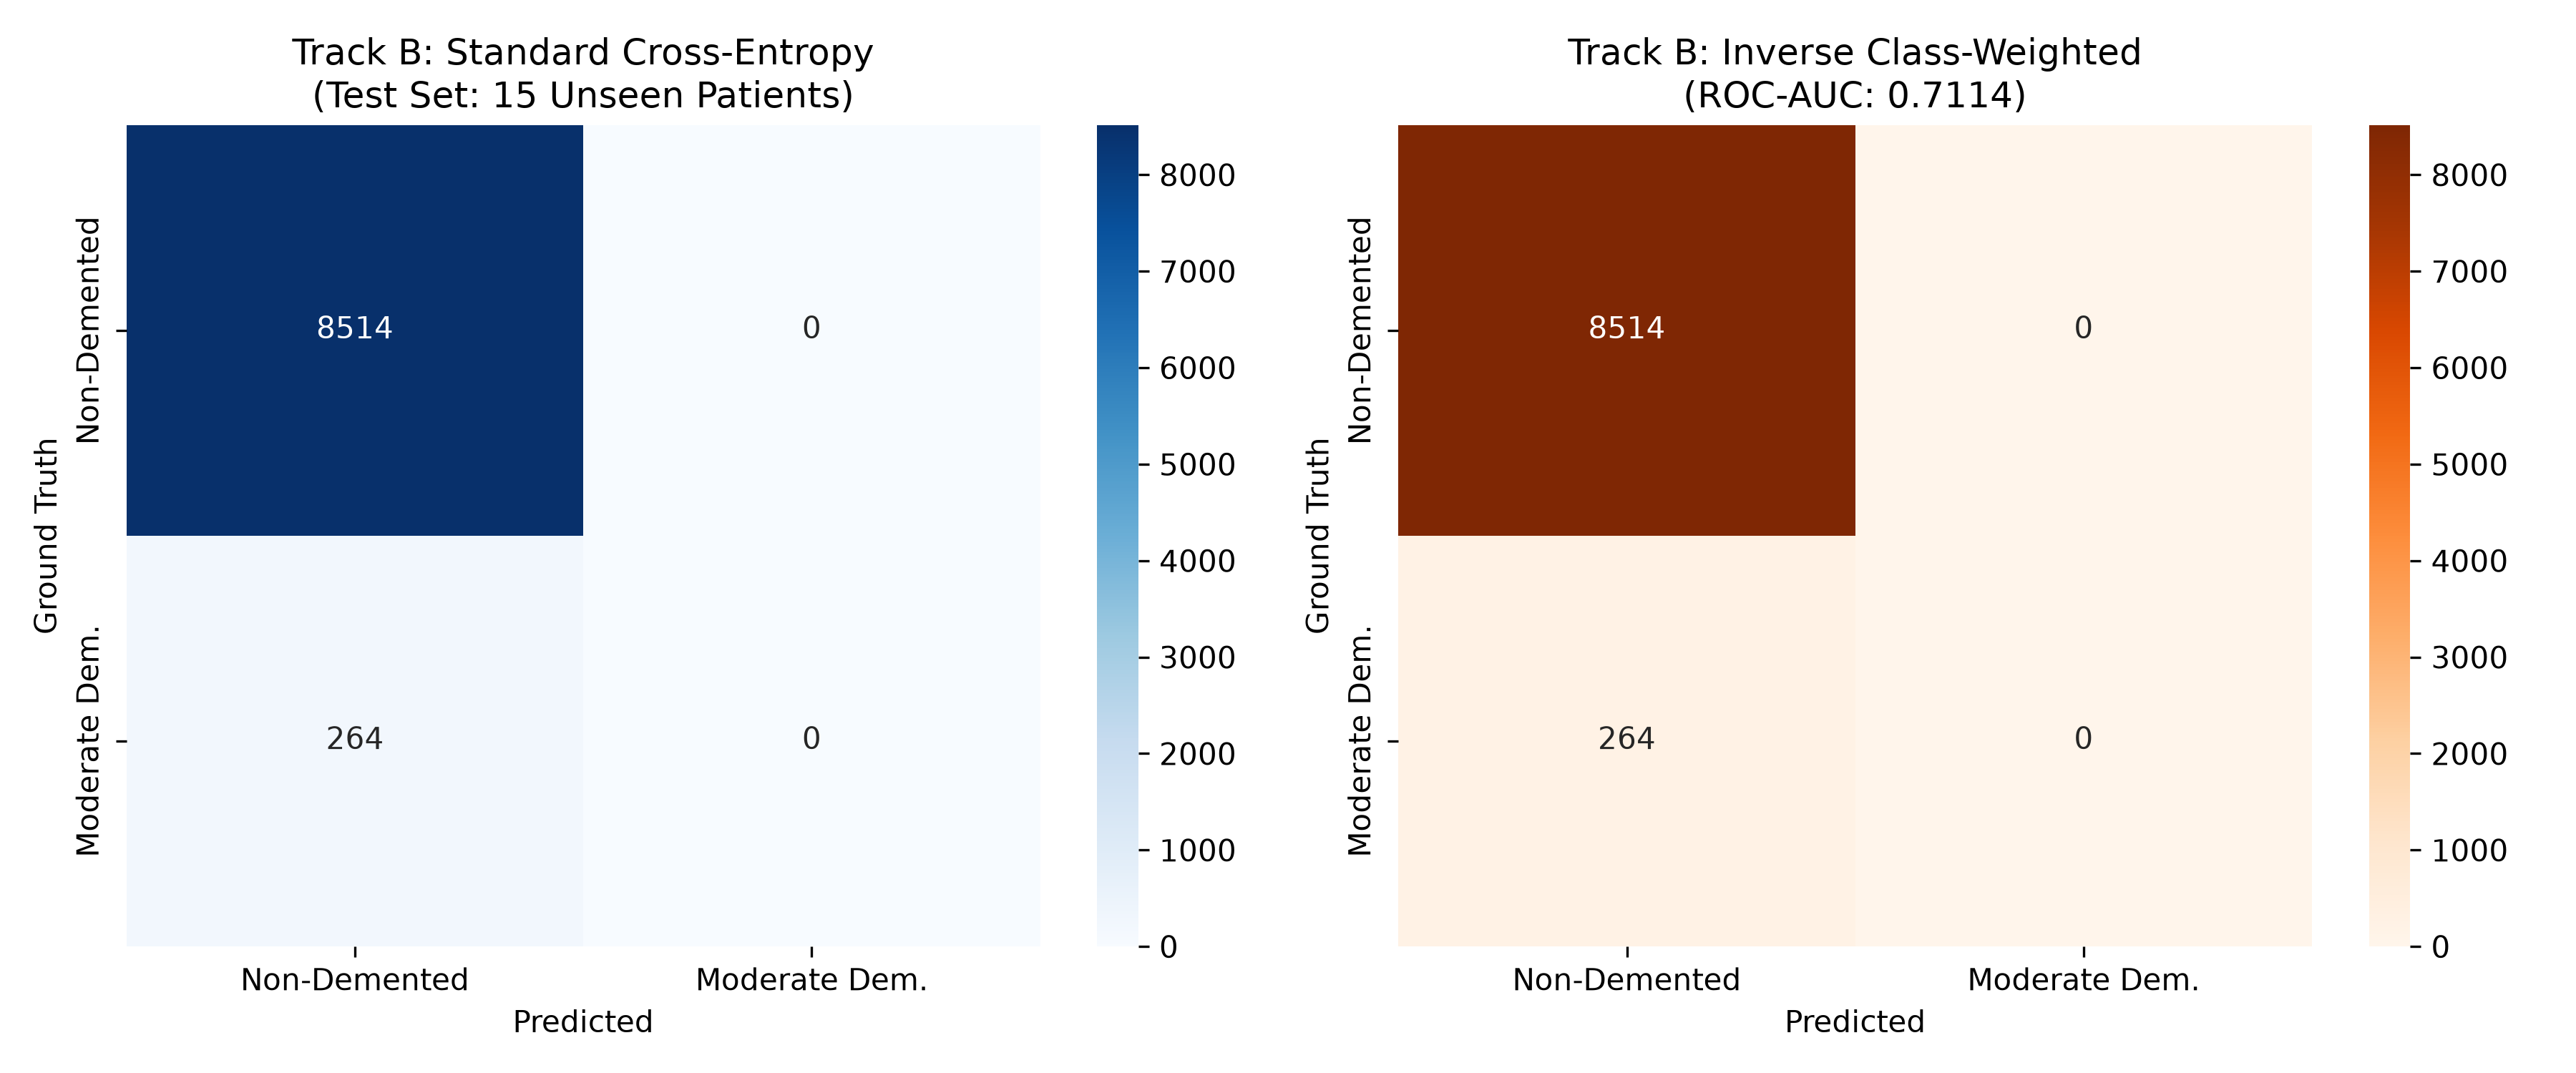 Track B: Standard Cross-Entropy
(Test Set: 15 Unseen Patients)
Ground Truth
Non-Demented
Moderate Dem.
8514
0
264
0
Non-Demented
Moderate Dem.
Predicted
8000
7000
6000
5000
4000
3000
2000
1000
0
Track B: Inverse Class-Weighted
(ROC-AUC: 0.7114)
Ground Truth
Non-Demented
Moderate Dem.
8514
0
264
0
Non-Demented
Moderate Dem.
Predicted
8000
7000
6000
5000
4000
3000
2000
1000
0